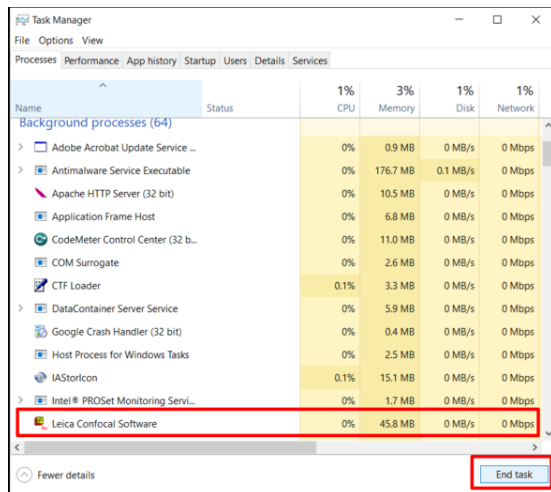 Task Manager
File Options View
Processes Performance App history Startup Users Details Services
1% 3% 1% 1%
Name Status CPU Memory Disk Network
Background processes (64)
Adobe Acrobat Update Service ... 0% 0.9 MB 0 MB/s 0 Mbps
Antimalware Service Executable 0% 176.7 MB 0.1 MB/s 0 Mbps
Apache HTTP Server (32 bit) 0% 10.5 MB 0 MB/s 0 Mbps
Application Frame Host 0% 6.8 MB 0 MB/s 0 Mbps
CodeMeter Control Center (32 b... 0% 11.0 MB 0 MB/s 0 Mbps
COM Surrogate 0% 2.6 MB 0 MB/s 0 Mbps
CTF Loader 0.1% 3.3 MB 0 MB/s 0 Mbps
DataContainer Server Service 0% 5.9 MB 0 MB/s 0 Mbps
Google Crash Handler (32 bit) 0% 0.4 MB 0 MB/s 0 Mbps
Host Process for Windows Tasks 0% 2.5 MB 0 MB/s 0 Mbps
IAStorIcon 0.1% 15.1 MB 0 MB/s 0 Mbps
Intel® PROSet Monitoring Servi... 0% 1.7 MB 0 MB/s 0 Mbps
Leica Confocal Software 0% 45.8 MB 0 MB/s 0 Mbps
Fewer details End task